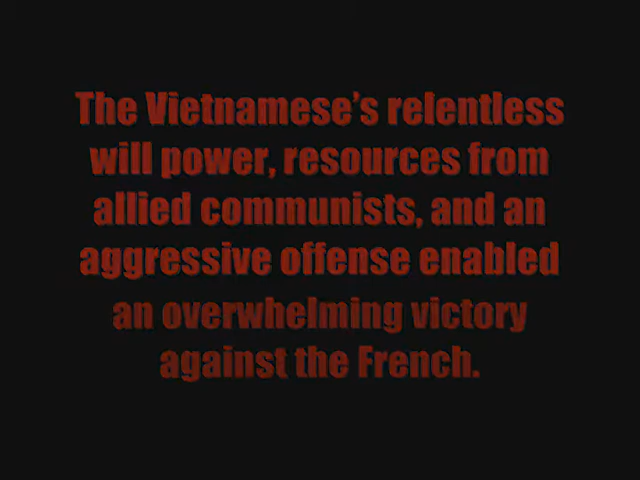 The Vietnamese’s relentless
will power, resources from
allied communists, and an
aggressive offense enabled
an overwhelming victory
against the French.